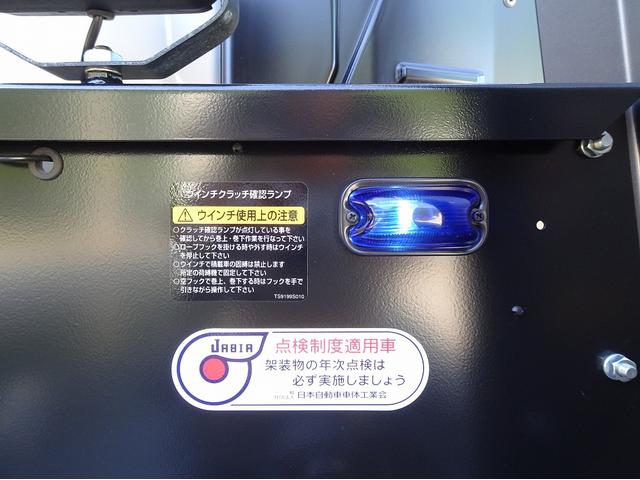 ウインチクラッチ確認ランプ
⚠ ウインチ使用上の注意
○クラッチ確認ランプが点灯している事を
確認してから巻上・巻下作業を行なって下さい
○ロープフックを掛ける時や外す時はウインチ
を停止して下さい
○ウインチで積載車の固縛は禁止します
所定の荷締機で固定して下さい
○空フックで巻上、巻下する時はフックを手で
引きながら操作して下さい
TS9199S010
JABIA
点検制度適用車
架装物の年次点検は
必ず実施しましょう
日本自動車車体工業会